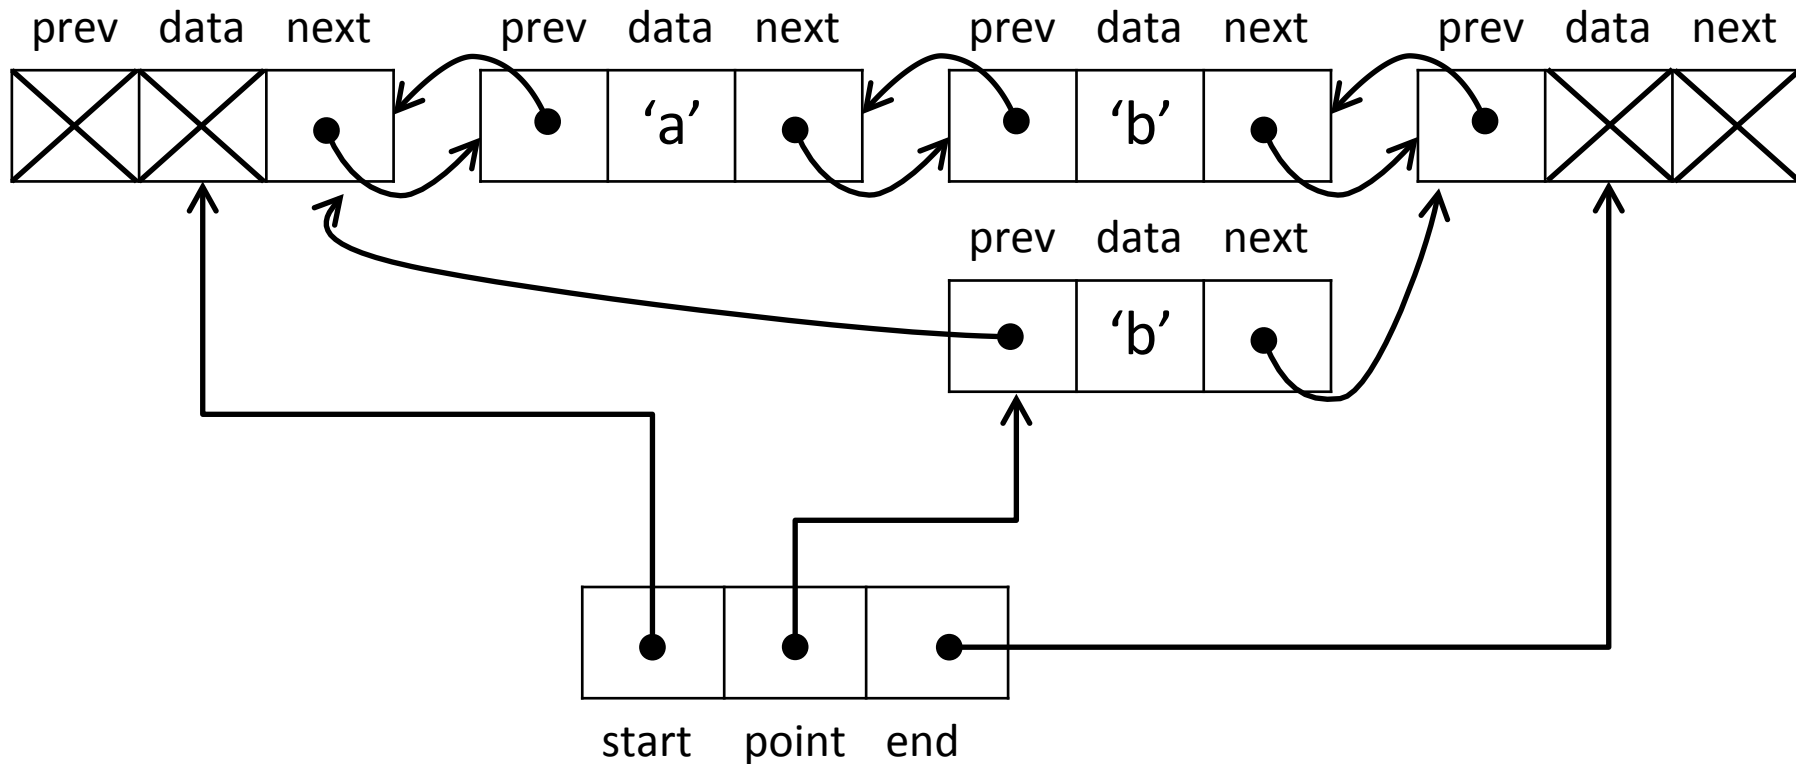 prev data next prev data next prev data next prev data next
‘a’ ‘b’
prev data next
‘b’
start point end